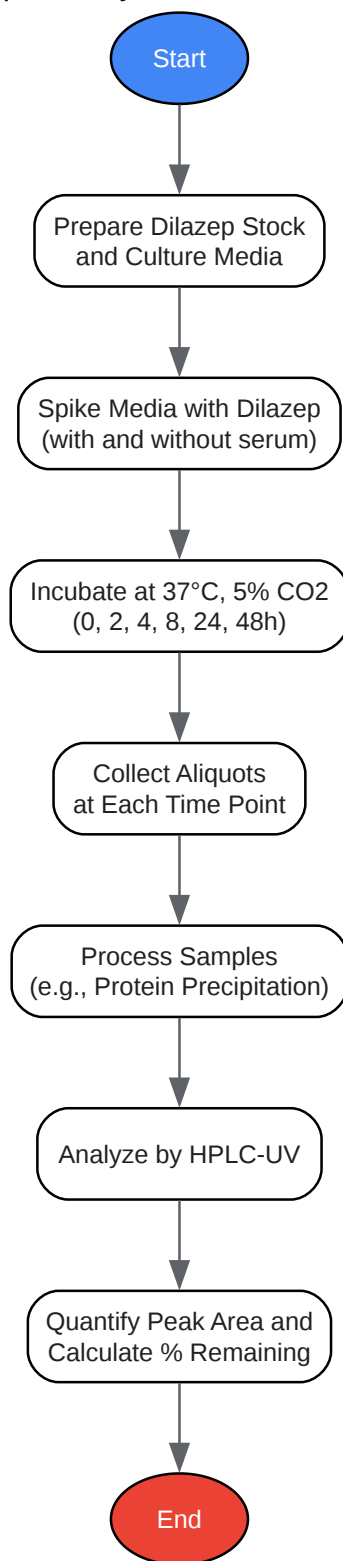 Start
Prepare Dilazep Stock
and Culture Media
Spike Media with Dilazep
(with and without serum)
Incubate at 37°C, 5% CO2
(0, 2, 4, 8, 24, 48h)
Collect Aliquots
at Each Time Point
Process Samples
(e.g., Protein Precipitation)
Analyze by HPLC-UV
Quantify Peak Area and
Calculate % Remaining
End